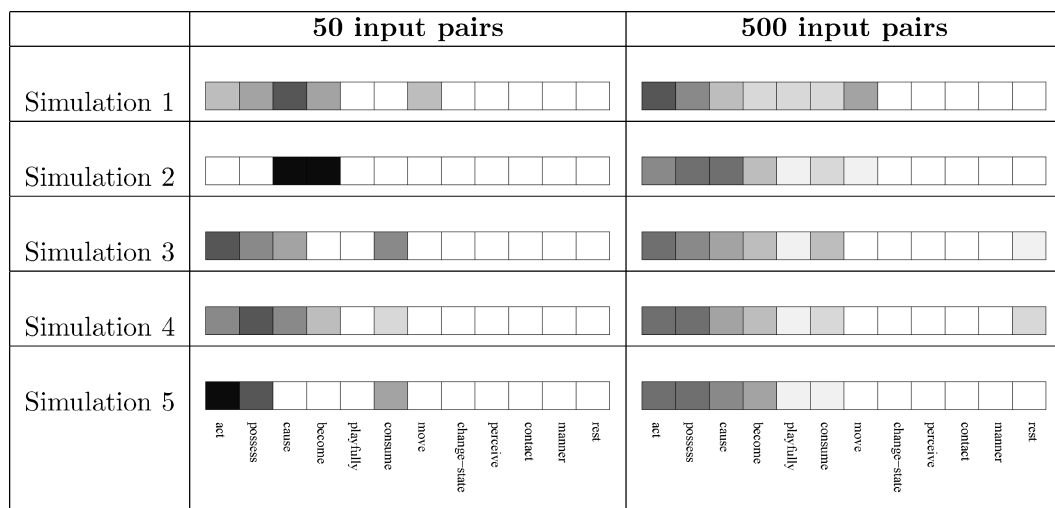 50 input pairs 500 input pairs
Simulation 1
Simulation 2
Simulation 3
Simulation 4
Simulation 5
act possess cause become playfully consume move change−state perceive contact manner rest act possess cause become playfully consume move change−state perceive contact manner rest